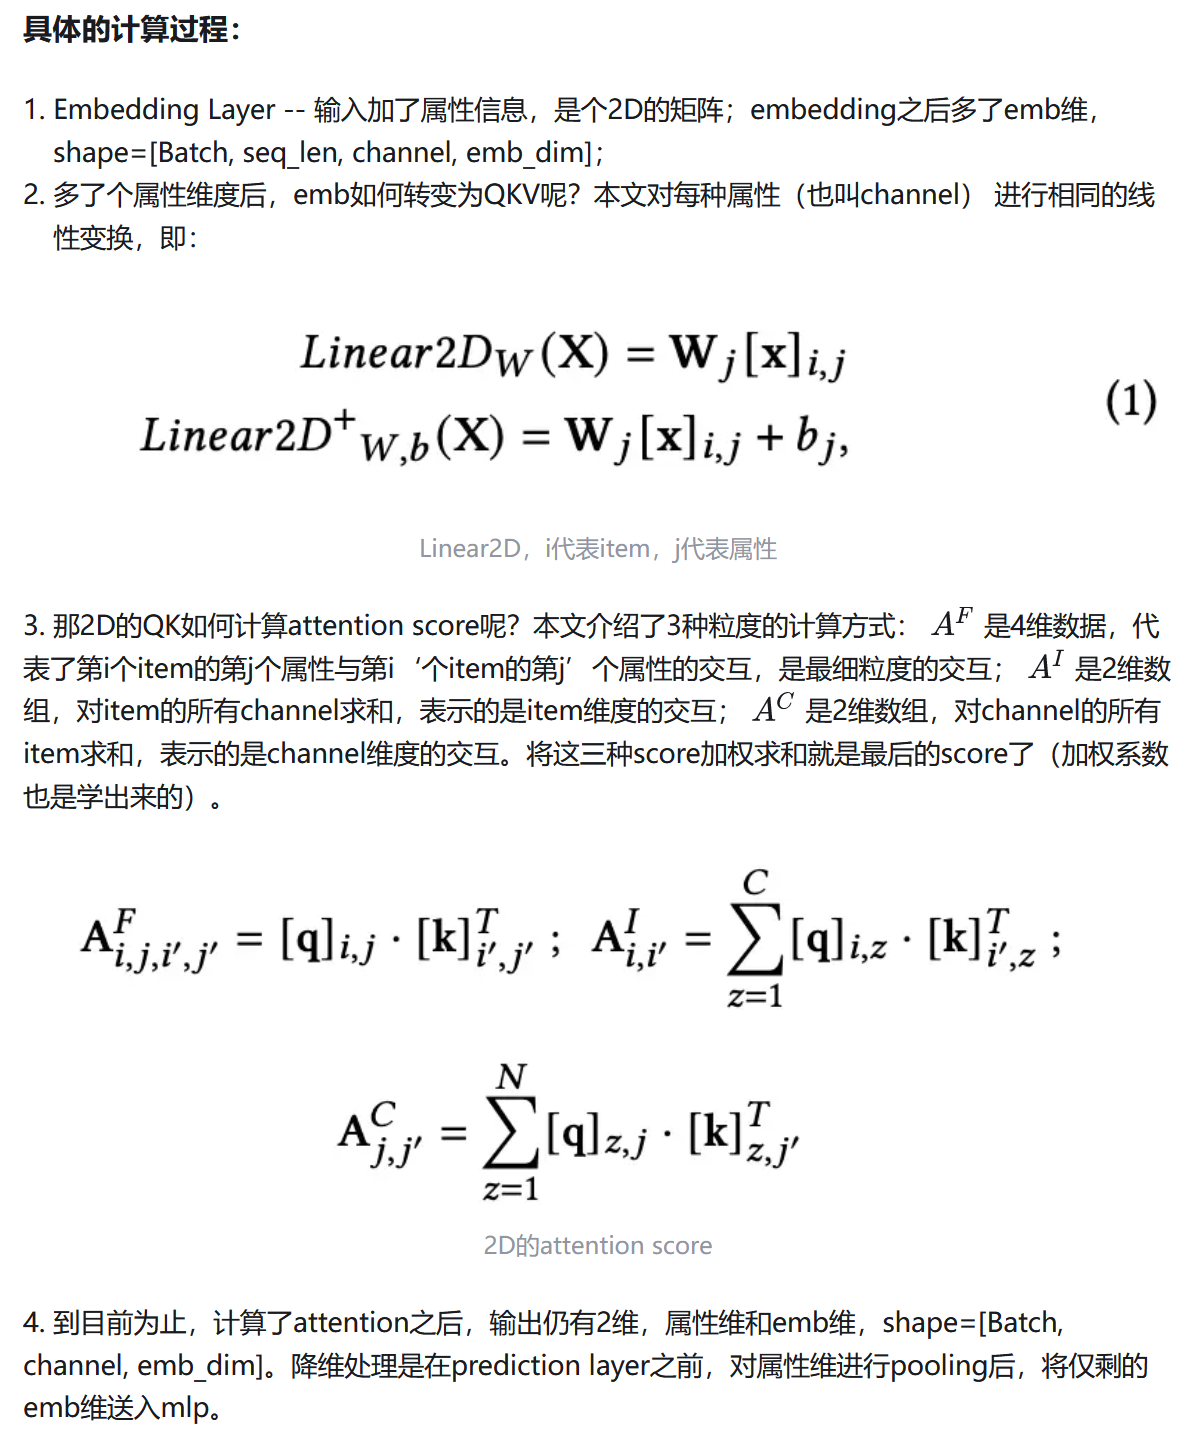 具体的计算过程：
1. Embedding Layer -- 输入加了属性信息，是个2D的矩阵；embedding之后多了emb维，
shape=[Batch, seq_len, channel, emb_dim]；
2. 多了个属性维度后，emb如何转变为QKV呢？本文对每种属性（也叫channel） 进行相同的线
性变换，即：
Linear2D_W(X) = W_j[x]_{i,j}
(1)
Linear2D^+_{W,b}(X) = W_j[x]_{i,j} + b_j,
Linear2D，i代表item，j代表属性
3. 那2D的QK如何计算attention score呢？本文介绍了3种粒度的计算方式： A^F 是4维数据，代
表了第i个item的第j个属性与第i‘个item的第j’个属性的交互，是最细粒度的交互； A^I 是2维数
组，对item的所有channel求和，表示的是item维度的交互； A^C 是2维数组，对channel的所有
item求和，表示的是channel维度的交互。将这三种score加权求和就是最后的score了（加权系数
也是学出来的）。
A^F_{i,j,i',j'} = [q]_{i,j} · [k]^T_{i',j'} ; A^I_{i,i'} = \sum_{z=1}^{C} [q]_{i,z} · [k]^T_{i',z} ;
A^C_{j,j'} = \sum_{z=1}^{N} [q]_{z,j} · [k]^T_{z,j'}
2D的attention score
4. 到目前为止，计算了attention之后，输出仍有2维，属性维和emb维，shape=[Batch,
channel, emb_dim]。降维处理是在prediction layer之前，对属性维进行pooling后，将仅剩的
emb维送入mlp。